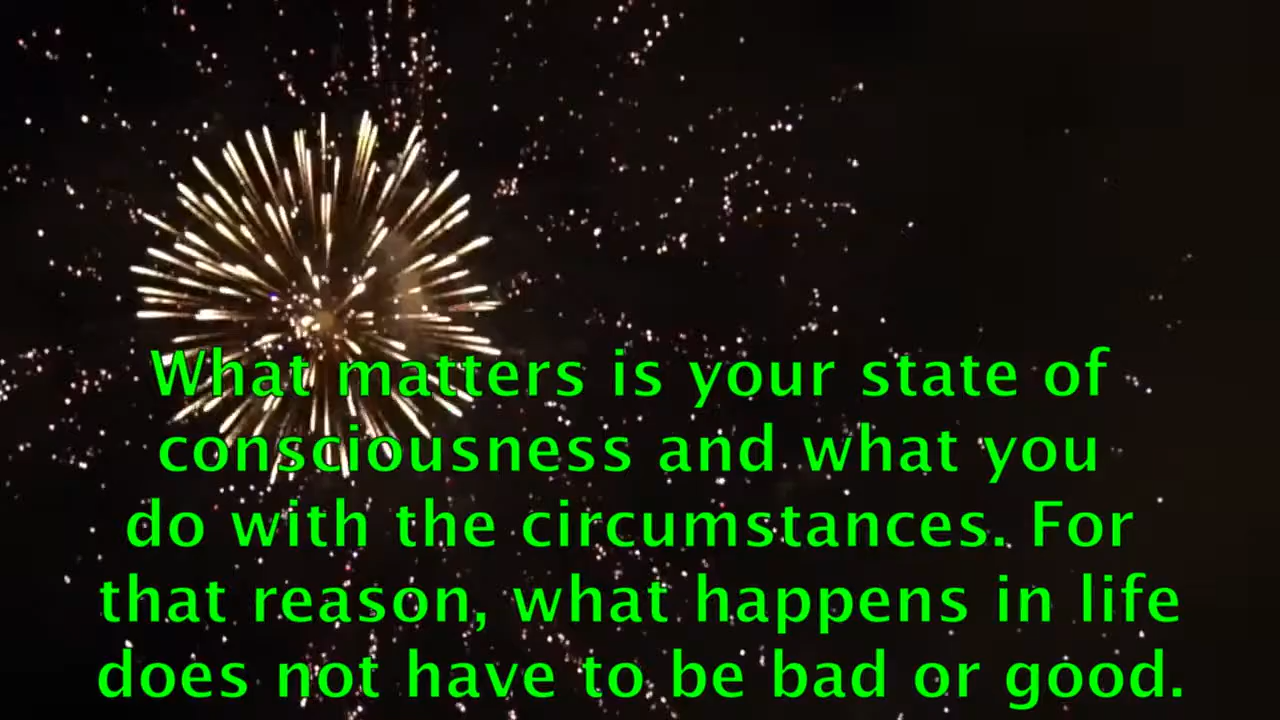 What matters is your state of
consciousness and what you
do with the circumstances. For
that reason, what happens in life
does not have to be bad or good.